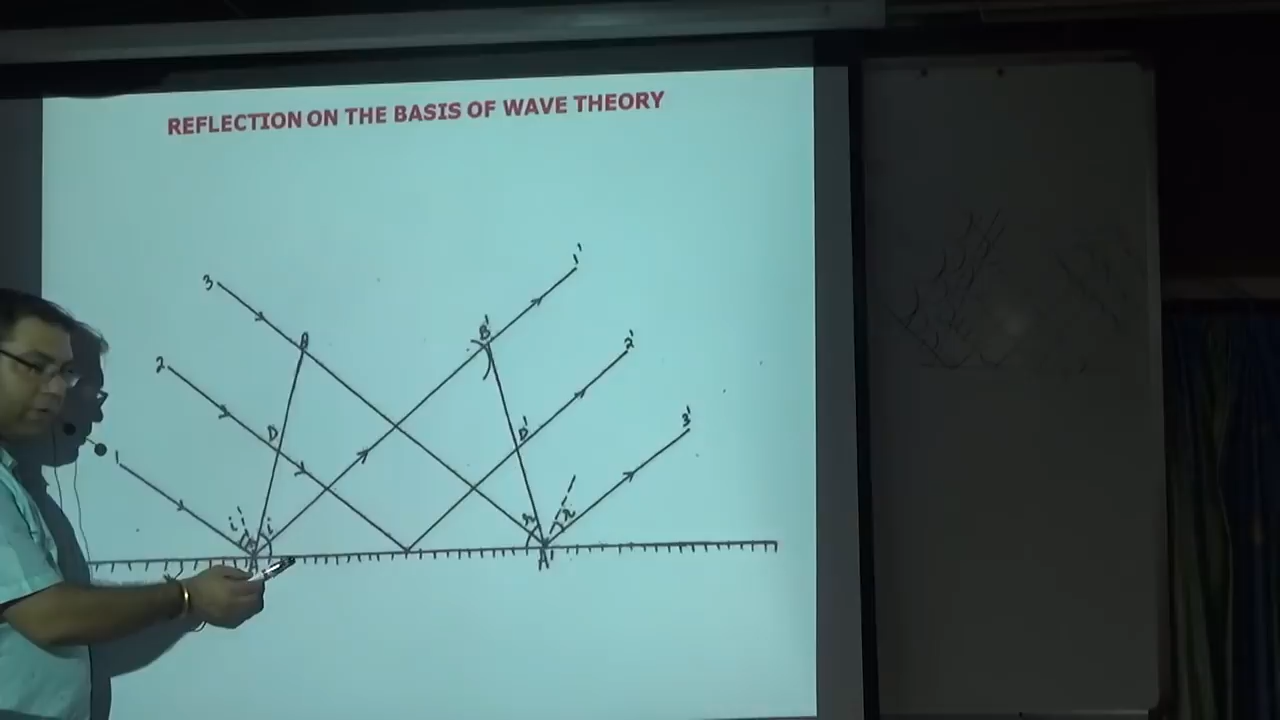 REFLECTION ON THE BASIS OF WAVE THEORY
1'
3
B'
B
2'
2
3'
D
D'
1
i
i
r
r
A
A'